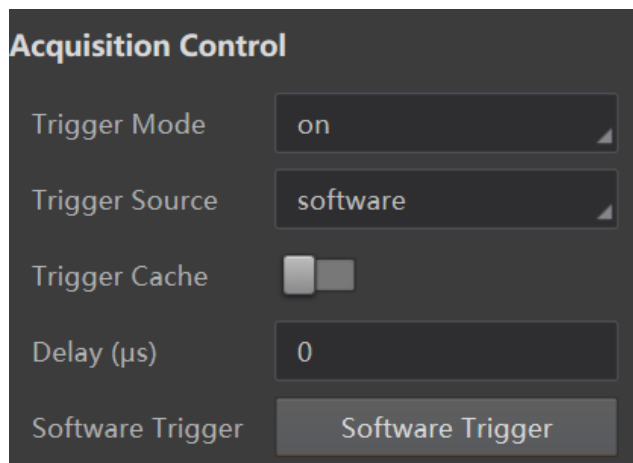 Acquisition Control
Trigger Mode on
Trigger Source software
Trigger Cache
Delay (μs) 0
Software Trigger Software Trigger